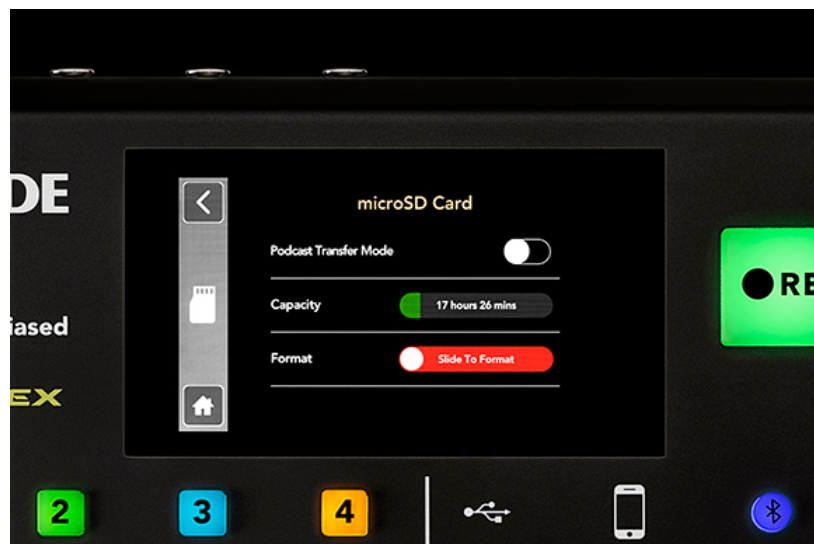 DE
microSD Card
Podcast Transfer Mode
Capacity
17 hours 26 mins
RE
iased
Format
Slide To Format
EX
2
3
4